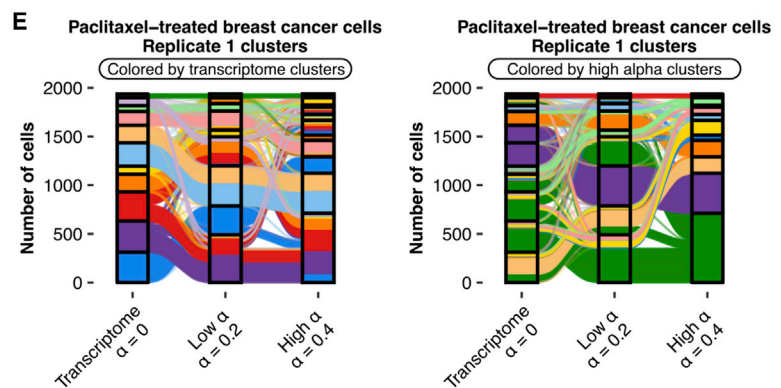 E
Paclitaxel–treated breast cancer cells
Replicate 1 clusters
Colored by transcriptome clusters
Number of cells
2000
1500
1000
500
0
Transcriptome
α = 0
Low α
α = 0.2
High α
α = 0.4
Paclitaxel–treated breast cancer cells
Replicate 1 clusters
Colored by high alpha clusters
Number of cells
2000
1500
1000
500
0
Transcriptome
α = 0
Low α
α = 0.2
High α
α = 0.4